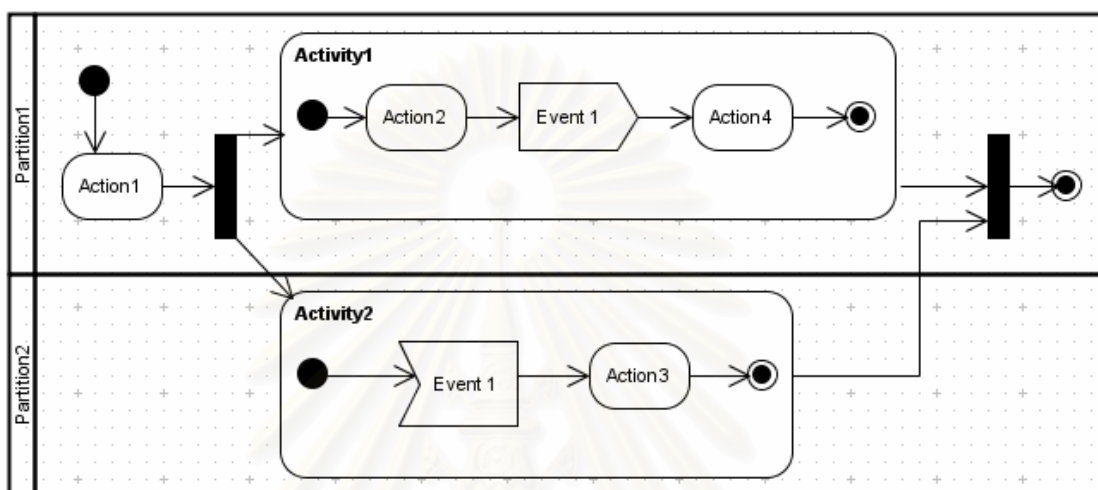 Partition1
Activity1
Action1
Action2
Event 1
Action4
Partition2
Activity2
Event 1
Action3